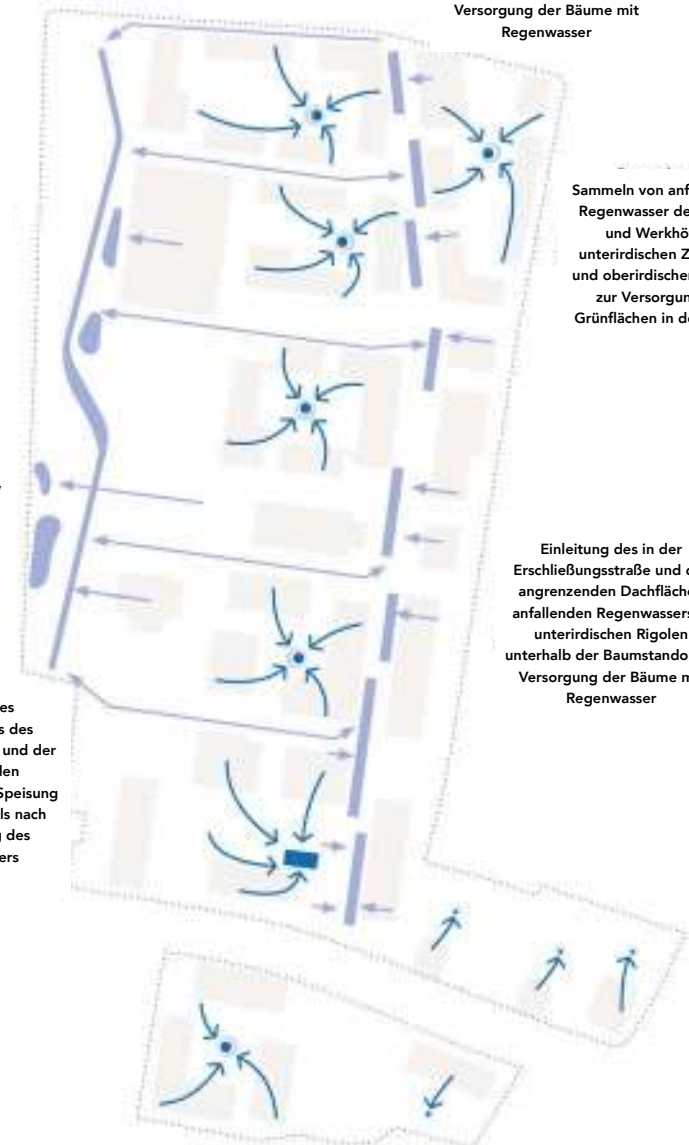 Versorgung der Bäume mit
Regenwasser
Sammeln von anf
Regenwasser de
und Werkhö
unterirdischen Z
und oberirdischer
zur Versorgun
Grünflächen in de
Einleitung des in der
Erschließungsstraße und d
angrenzenden Dachfläche
anfallenden Regenwassers
unterirdischen Rigolen
unterhalb der Baumstando
Versorgung der Bäume m
Regenwasser
es
s des
und der
den
Speisung
ls nach
g des
ers